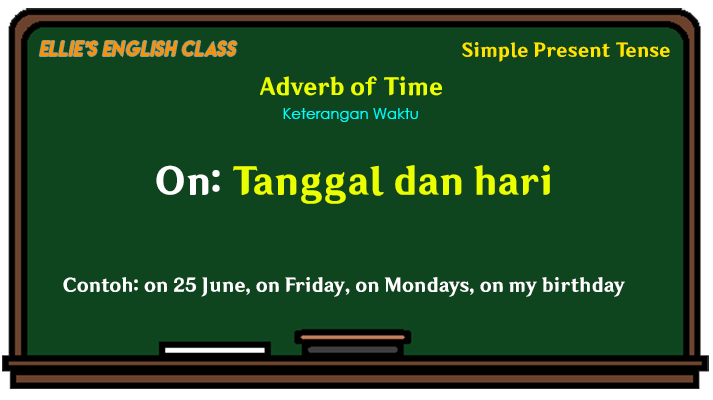 ELLIE'S ENGLISH CLASS
Simple Present Tense
Adverb of Time
Keterangan Waktu
On: Tanggal dan hari
Contoh: on 25 June, on Friday, on Mondays, on my birthday